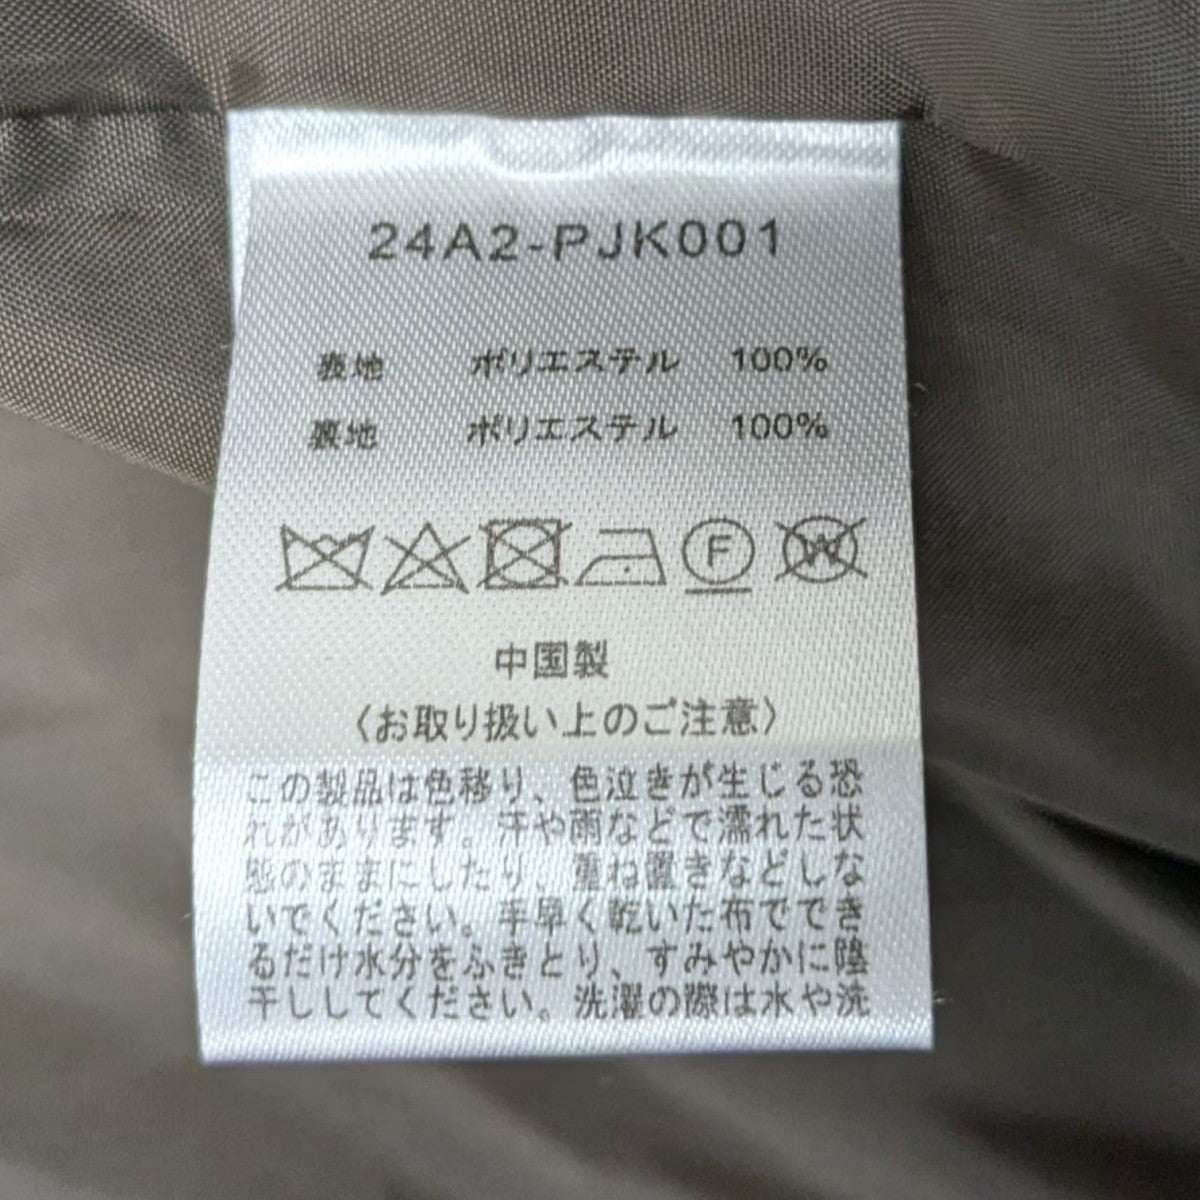 24A2-PJK001
表地 ポリエステル 100%
裏地 ポリエステル 100%
F W
中国製
〈お取り扱い上のご注意〉
この製品は色移り、色泣きが生じる恐
れがあります。汗や雨などで濡れた状
態のままにしたり、重ね置きなどしな
いでください。手早く乾いた布ででき
るだけ水分をふきとり、すみやかに陰
干ししてください。洗濯の際は水や洗